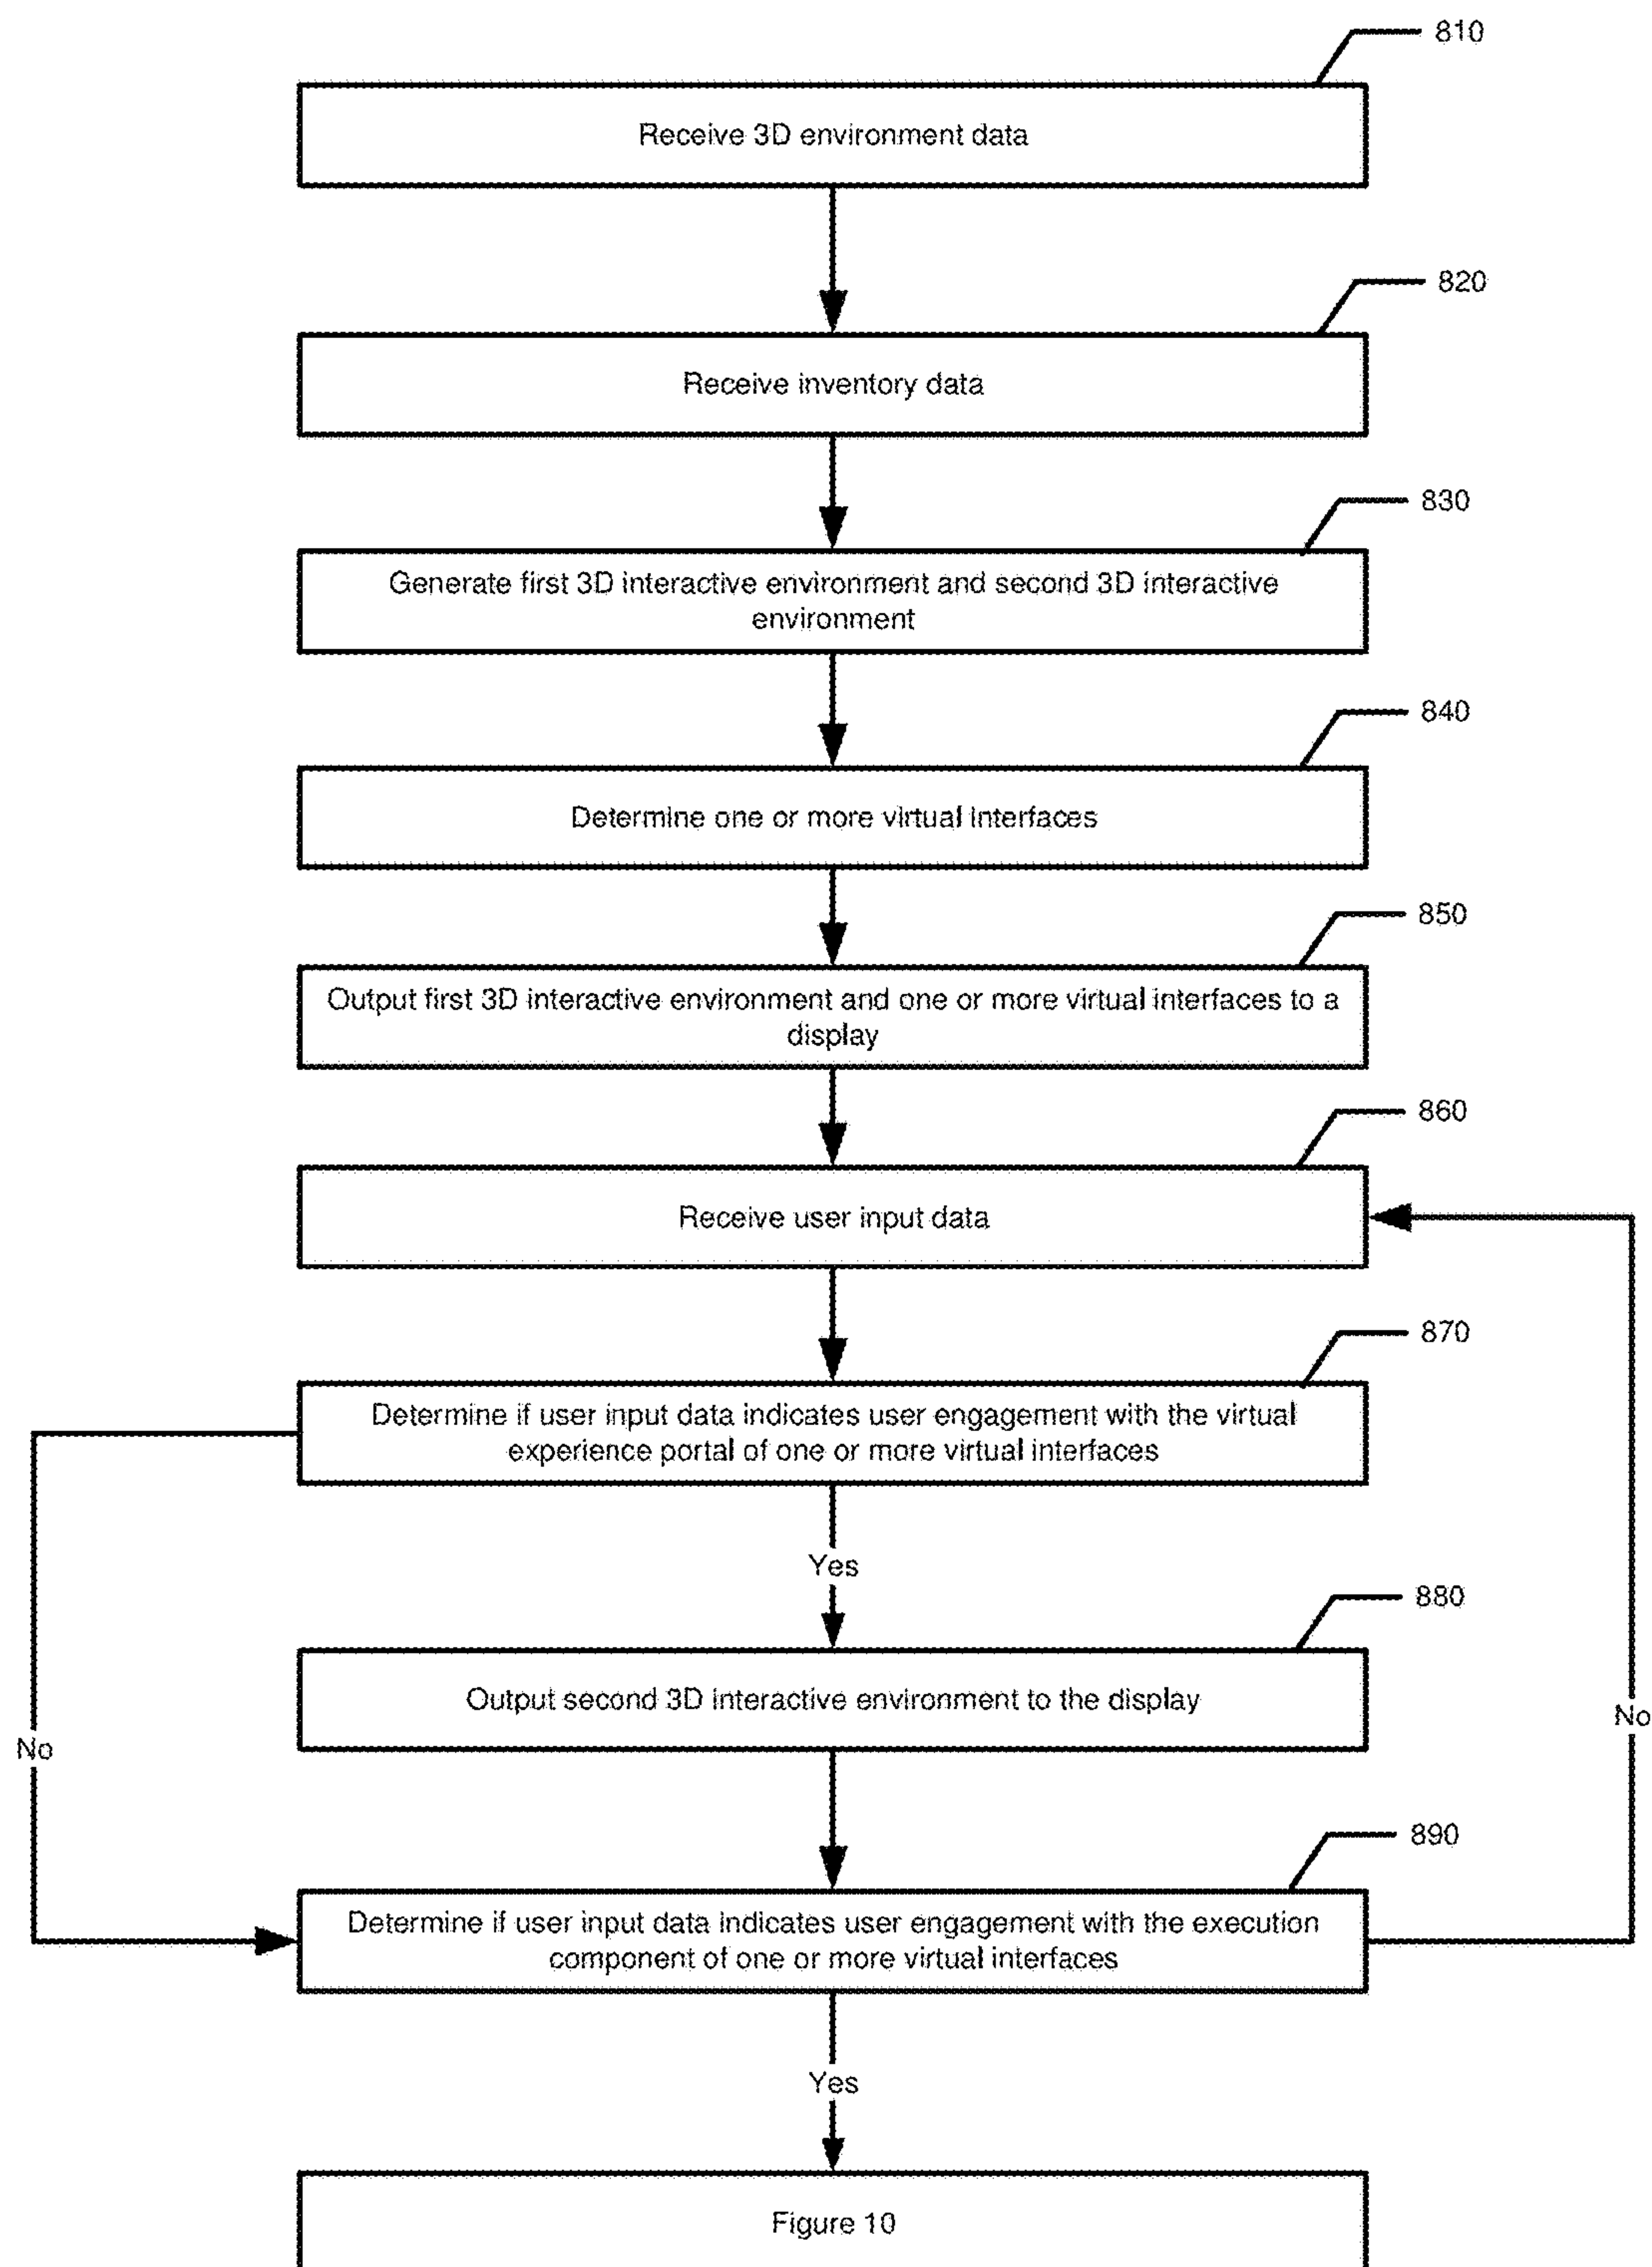 810
Receive 3D environment data
820
Receive inventory data
830
Generate first 3D interactive environment and second 3D interactive
environment
840
Determine one or more virtual interfaces
850
Output first 3D interactive environment and one or more virtual interfaces to a
display
860
Receive user input data
870
Determine if user input data indicates user engagement with the virtual
experience portal of one or more virtual interfaces
Yes
880
Output second 3D interactive environment to the display
No
No
890
Determine if user input data indicates user engagement with the execution
component of one or more virtual interfaces
Yes
Figure 10